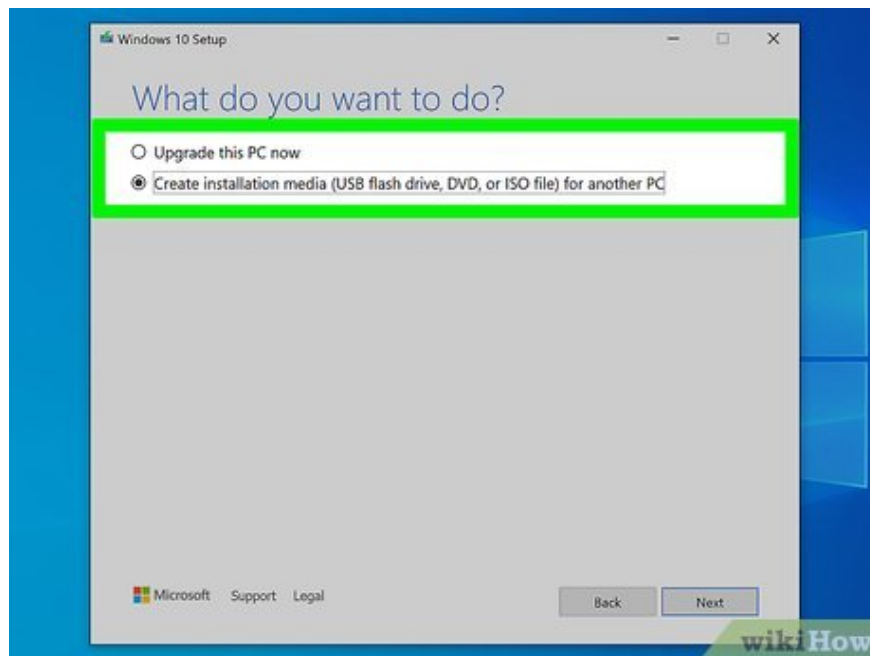 Windows 10 Setup
What do you want to do?
Upgrade this PC now
Create installation media (USB flash drive, DVD, or ISO file) for another PC
Microsoft Support Legal
Back Next
wikiHow